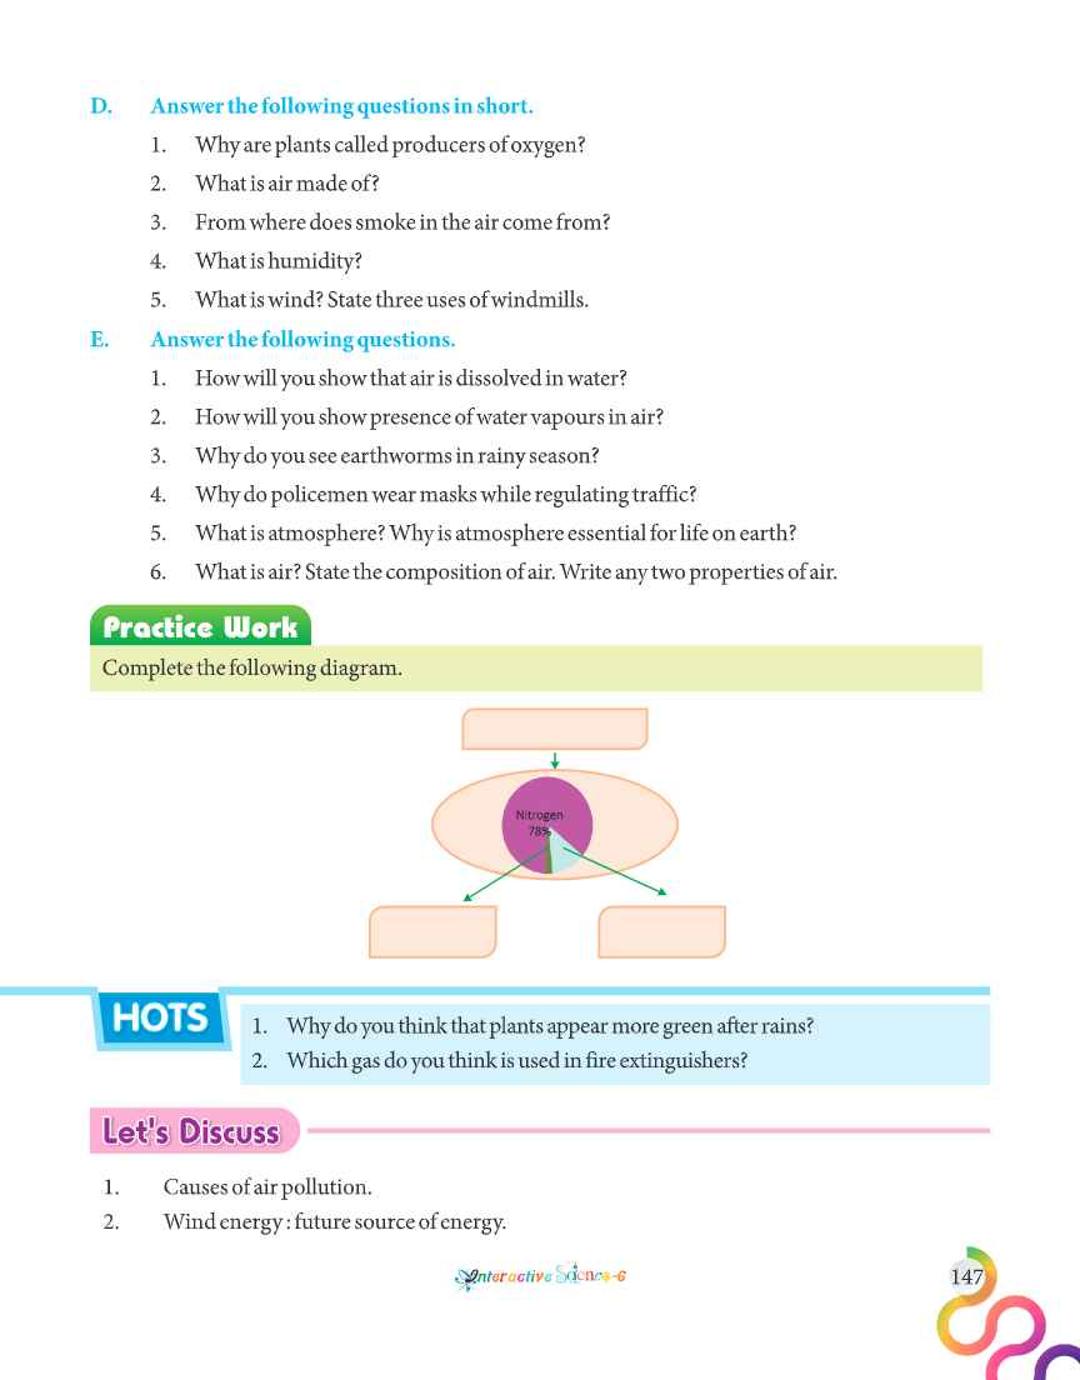 D. Answer the following questions in short.
1. Why are plants called producers of oxygen?
2. What is air made of?
3. From where does smoke in the air come from?
4. What is humidity?
5. What is wind? State three uses of windmills.
E. Answer the following questions.
1. How will you show that air is dissolved in water?
2. How will you show presence of water vapours in air?
3. Why do you see earthworms in rainy season?
4. Why do policemen wear masks while regulating traffic?
5. What is atmosphere? Why is atmosphere essential for life on earth?
6. What is air? State the composition of air. Write any two properties of air.
Practice Work
Complete the following diagram.
Nitrogen
78%
HOTS
1. Why do you think that plants appear more green after rains?
2. Which gas do you think is used in fire extinguishers?
Let's Discuss
1. Causes of air pollution.
2. Wind energy : future source of energy.
Interactive Science-6
147